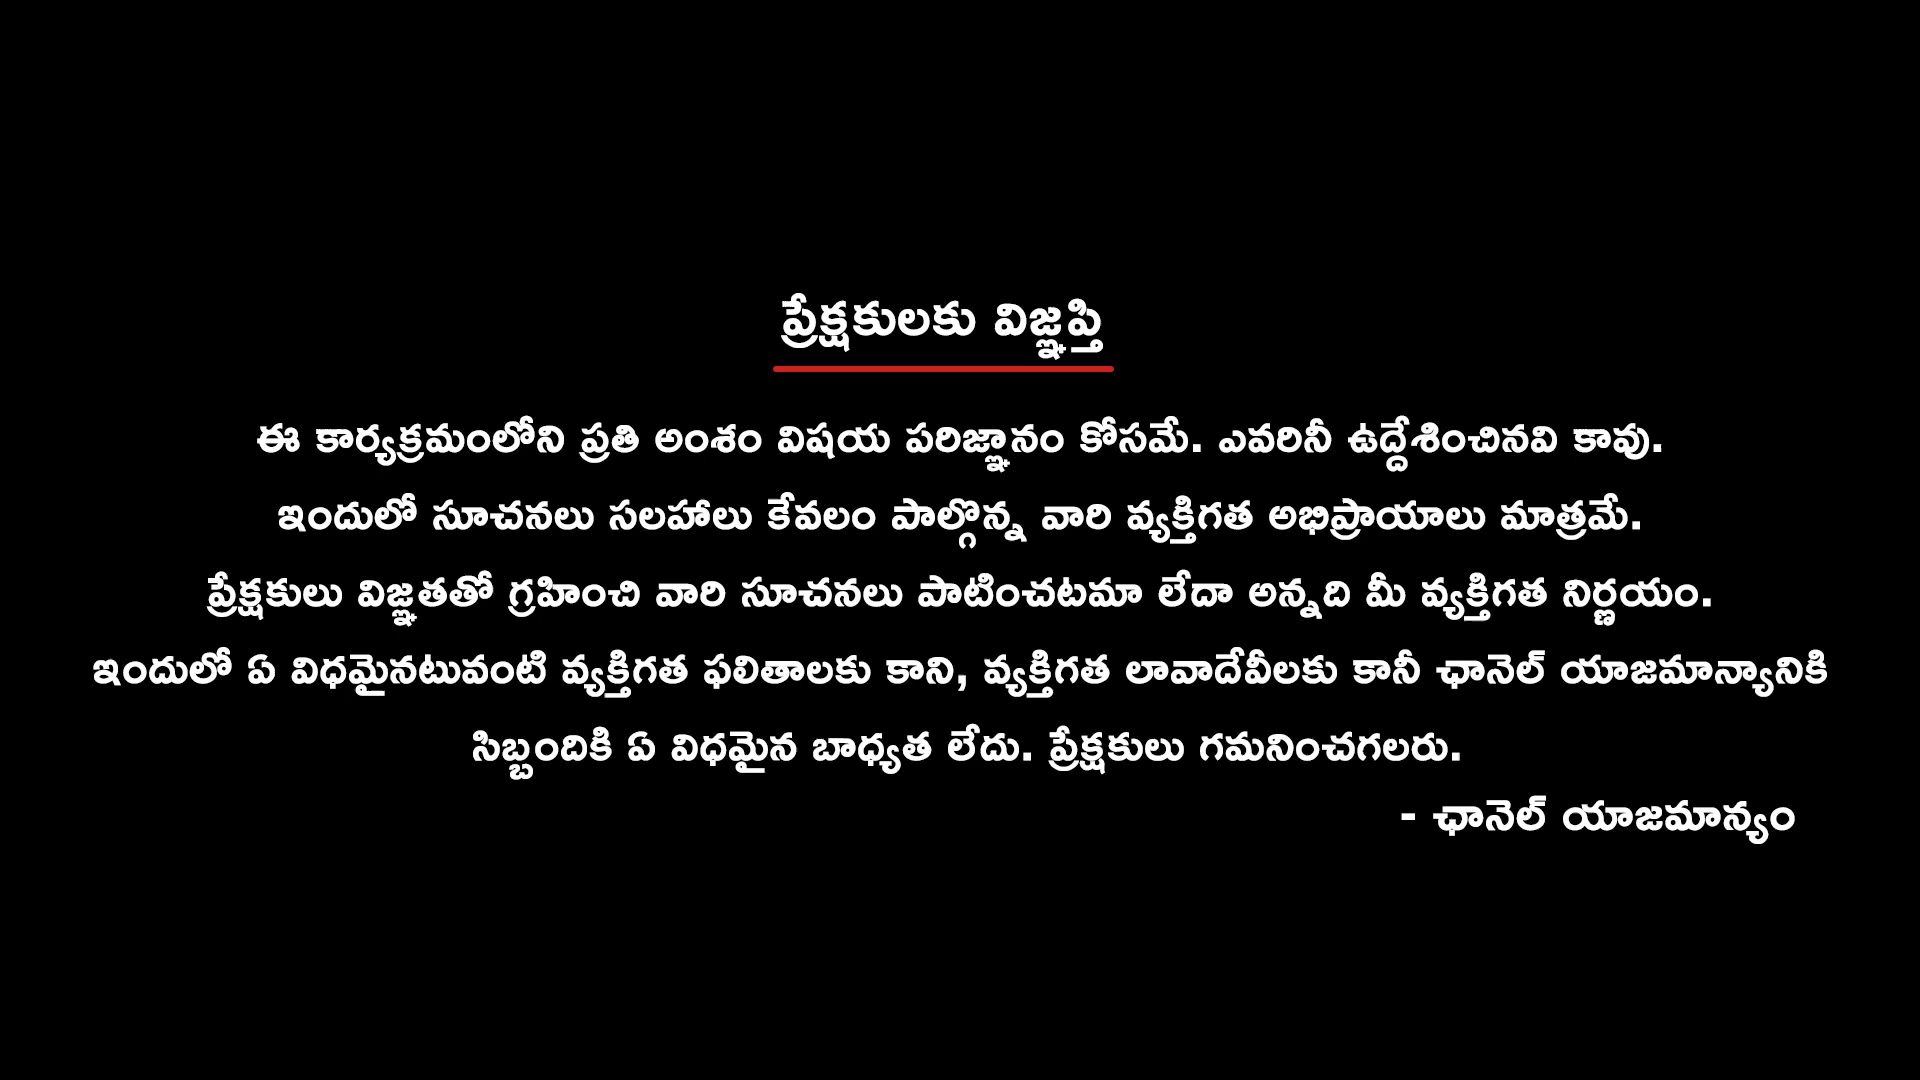 ప్రేక్షకులకు విజ్ఞప్తి
ఈ కార్యక్రమంలోని ప్రతి అంశం విషయ పరిజ్ఞానం కోసమే. ఎవరినీ ఉద్దేశించినవి కావు.
ఇందులో సూచనలు సలహాలు కేవలం పాల్గొన్న వారి వ్యక్తిగత అభిప్రాయాలు మాత్రమే.
ప్రేక్షకులు విజ్ఞతతో గ్రహించి వారి సూచనలు పాటించటమా లేదా అన్నది మీ వ్యక్తిగత నిర్ణయం.
ఇందులో ఏ విధమైనటువంటి వ్యక్తిగత ఫలితాలకు కాని, వ్యక్తిగత లావాదేవీలకు కానీ ఛానెల్ యాజమాన్యానికి
సిబ్బందికి ఏ విధమైన బాధ్యత లేదు. ప్రేక్షకులు గమనించగలరు.
- ఛానెల్ యాజమాన్యం